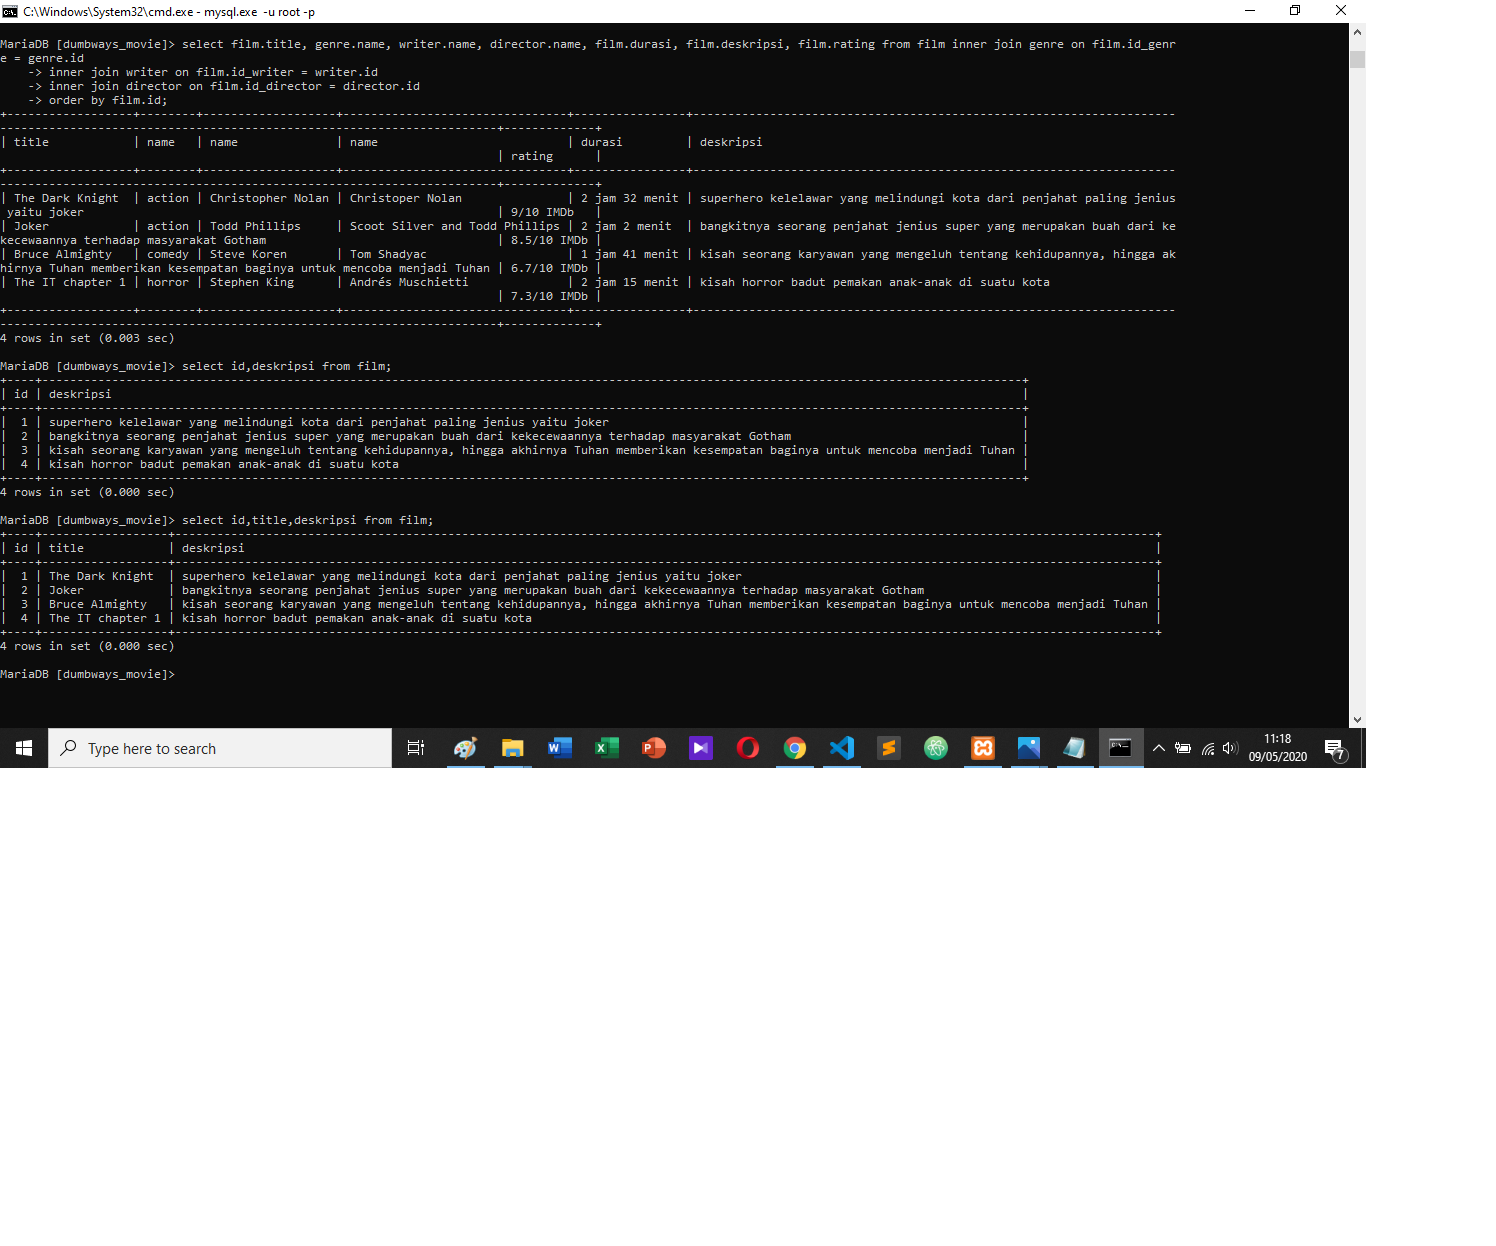 C:\Windows\System32\cmd.exe - mysql.exe -u root -p
MariaDB [dumbways_movie]> select film.title, genre.name, writer.name, director.name, film.durasi, film.deskripsi, film.rating from film inner join genre on film.id_genr
e = genre.id
    -> inner join writer on film.id_writer = writer.id
    -> inner join director on film.id_director = director.id
    -> order by film.id;
| title | name | name | name | durasi | deskripsi
| rating |
| The Dark Knight | action | Christopher Nolan | Christoper Nolan | 2 jam 32 menit | superhero kelelawar yang melindungi kota dari penjahat paling jenius
 yaitu joker | 9/10 IMDb |
| Joker | action | Todd Phillips | Scoot Silver and Todd Phillips | 2 jam 2 menit | bangkitnya seorang penjahat jenius super yang merupakan buah dari ke
kecewaannya terhadap masyarakat Gotham | 8.5/10 IMDb |
| Bruce Almighty | comedy | Steve Koren | Tom Shadyac | 1 jam 41 menit | kisah seorang karyawan yang mengeluh tentang kehidupannya, hingga ak
hirnya Tuhan memberikan kesempatan baginya untuk mencoba menjadi Tuhan | 6.7/10 IMDb |
| The IT chapter 1 | horror | Stephen King | Andrés Muschietti | 2 jam 15 menit | kisah horror badut pemakan anak-anak di suatu kota
| 7.3/10 IMDb |
4 rows in set (0.003 sec)
MariaDB [dumbways_movie]> select id,deskripsi from film;
| id | deskripsi |
| 1 | superhero kelelawar yang melindungi kota dari penjahat paling jenius yaitu joker |
| 2 | bangkitnya seorang penjahat jenius super yang merupakan buah dari kekecewaannya terhadap masyarakat Gotham |
| 3 | kisah seorang karyawan yang mengeluh tentang kehidupannya, hingga akhirnya Tuhan memberikan kesempatan baginya untuk mencoba menjadi Tuhan |
| 4 | kisah horror badut pemakan anak-anak di suatu kota |
4 rows in set (0.000 sec)
MariaDB [dumbways_movie]> select id,title,deskripsi from film;
| id | title | deskripsi |
| 1 | The Dark Knight | superhero kelelawar yang melindungi kota dari penjahat paling jenius yaitu joker |
| 2 | Joker | bangkitnya seorang penjahat jenius super yang merupakan buah dari kekecewaannya terhadap masyarakat Gotham |
| 3 | Bruce Almighty | kisah seorang karyawan yang mengeluh tentang kehidupannya, hingga akhirnya Tuhan memberikan kesempatan baginya untuk mencoba menjadi Tuhan |
| 4 | The IT chapter 1 | kisah horror badut pemakan anak-anak di suatu kota |
4 rows in set (0.000 sec)
MariaDB [dumbways_movie]>
Type here to search
11:18
09/05/2020
7